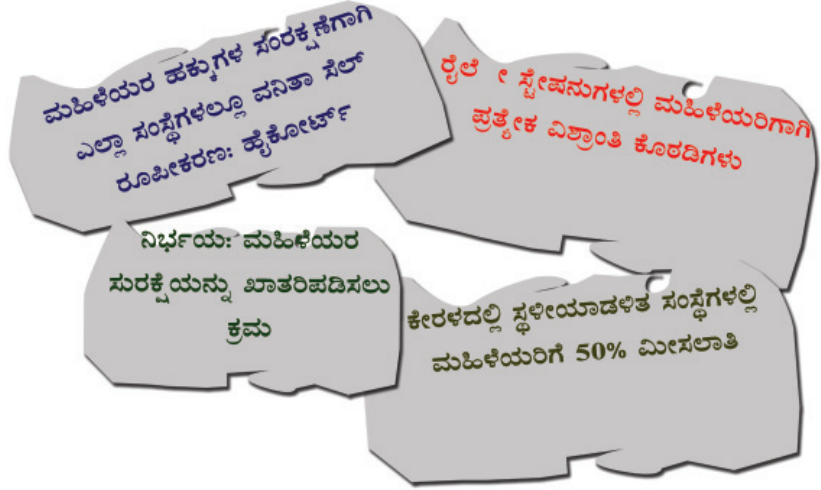 ಮಹಿಳೆಯರ ಹಕ್ಕುಗಳ ಸಂರಕ್ಷಣೆಗಾಗಿ
ಎಲ್ಲಾ ಸಂಸ್ಥೆಗಳಲ್ಲೂ ವನಿತಾ ಸೆಲ್
ರೂಪೀಕರಣ: ಹೈಕೋರ್ಟ್
ರೈಲೆ ೇ ಸ್ಟೇಷನುಗಳಲ್ಲಿ ಮಹಿಳೆಯರಿಗಾಗಿ
ಪ್ರತ್ಯೇಕ ವಿಶ್ರಾಂತಿ ಕೊಠಡಿಗಳು
ನಿರ್ಭಯ: ಮಹಿಳೆಯರ
ಸುರಕ್ಷೆಯನ್ನು ಖಾತರಿಪಡಿಸಲು
ಕ್ರಮ
ಕೇರಳದಲ್ಲಿ ಸ್ಥಳೀಯಾಡಳಿತ ಸಂಸ್ಥೆಗಳಲ್ಲಿ
ಮಹಿಳೆಯರಿಗೆ 50% ಮೀಸಲಾತಿ